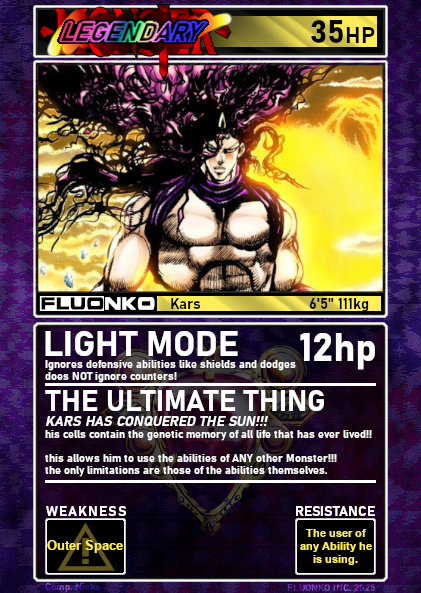 MONSTER
LEGENDARY
35HP
FLUONKO Kars 6'5" 111kg
LIGHT MODE 12hp
Ignores defensive abilities like shields and dodges
does NOT ignore counters!
THE ULTIMATE THING
KARS HAS CONQUERED THE SUN!!!
his cells contain the genetic memory of all life that has ever lived!!
this allows him to use the abilities of ANY other Monster!!!
the only limitations are those of the abilities themselves.
WEAKNESS RESISTANCE
Outer Space
The user of
any Ability he
is using.
Comp. Nicko FLUONKO INC. 2025